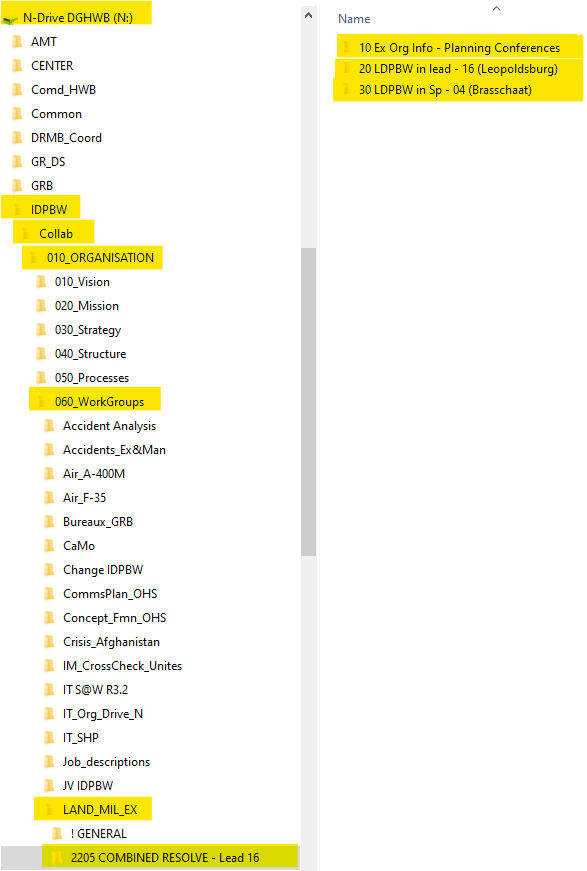 N-Drive DGHWB (N:)
AMT
CENTER
Comd_HWB
Common
DRMB_Coord
GR_DS
GRB
IDPBW
Collab
010_ORGANISATION
010_Vision
020_Mission
030_Strategy
040_Structure
050_Processes
060_WorkGroups
Accident Analysis
Accidents_Ex&Man
Air_A-400M
Air_F-35
Bureaux_GRB
CaMo
Change IDPBW
CommsPlan_OHS
Concept_Fmn_OHS
Crisis_Afghanistan
IM_CrossCheck_Unites
IT S@W R3.2
IT_Org_Drive_N
IT_SHP
Job_descriptions
JV IDPBW
LAND_MIL_EX
! GENERAL
2205 COMBINED RESOLVE - Lead 16
Name
10 Ex Org Info - Planning Conferences
20 LDPBW in lead - 16 (Leopoldsburg)
30 LDPBW in Sp - 04 (Brasschaat)